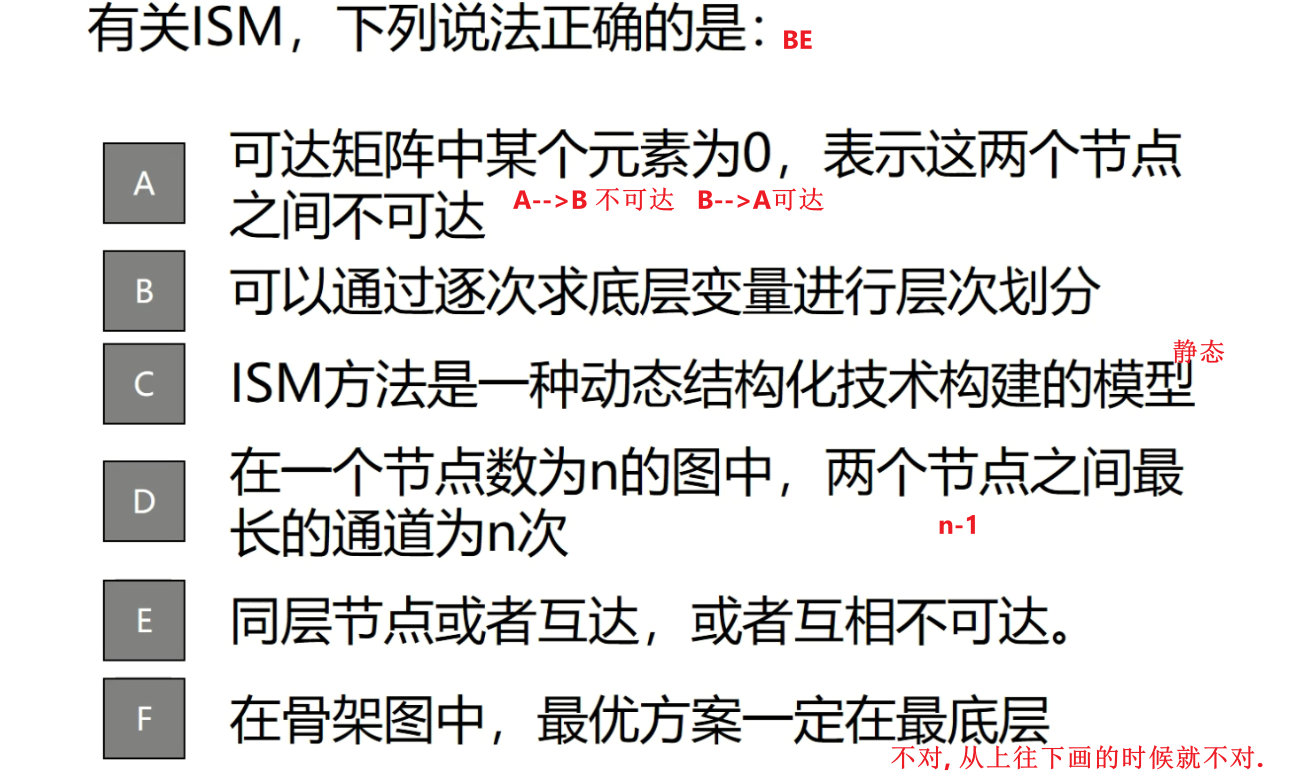 有关ISM，下列说法正确的是：BE
A 可达矩阵中某个元素为0，表示这两个节点
之间不可达 A-->B 不可达 B-->A可达
B 可以通过逐次求底层变量进行层次划分
静态
C ISM方法是一种动态结构化技术构建的模型
D 在一个节点数为n的图中，两个节点之间最
长的通道为n次 n-1
E 同层节点或者互达，或者互相不可达。
F 在骨架图中，最优方案一定在最底层
不对, 从上往下画的时候就不对.